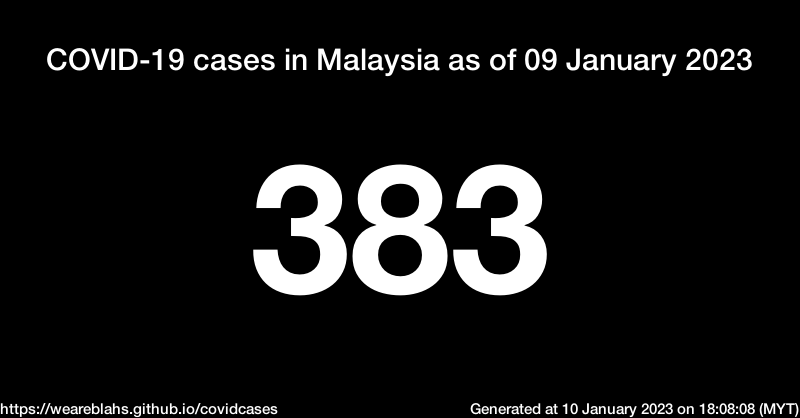 COVID-19 cases in Malaysia as of 09 January 2023
383
https://weareblahs.github.io/covidcases
Generated at 10 January 2023 on 18:08:08 (MYT)